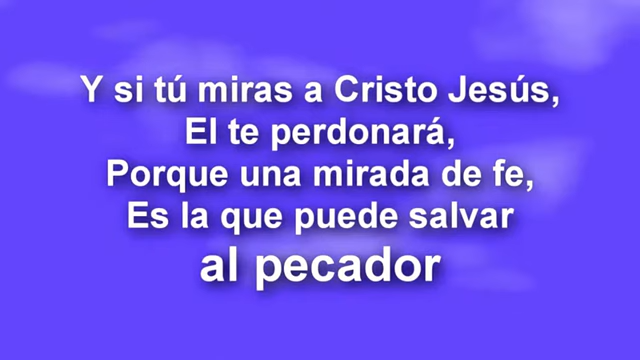 Y si tú miras a Cristo Jesús,
El te perdonará,
Porque una mirada de fe,
Es la que puede salvar
al pecador